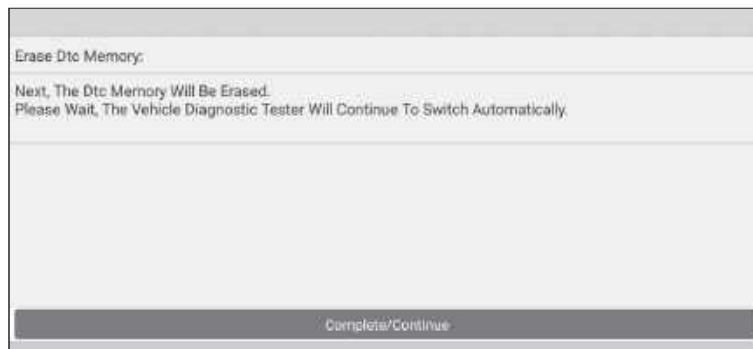 Erase Dtc Memory:
Next, The Dtc Memory Will Be Erased.
Please Wait, The Vehicle Diagnostic Tester Will Continue To Switch Automatically.
Complete/Continue